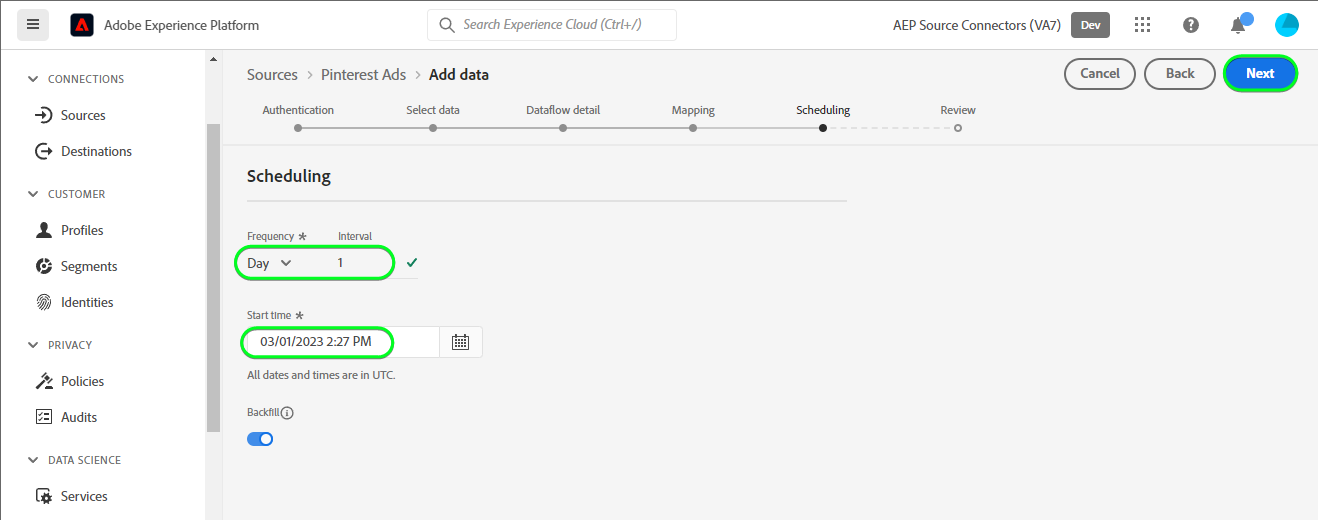 Adobe Experience Platform
Search Experience Cloud (Ctrl+/)
AEP Source Connectors (VA7)
Dev
CONNECTIONS
Sources
Destinations
CUSTOMER
Profiles
Segments
Identities
PRIVACY
Policies
Audits
DATA SCIENCE
Services
Sources > Pinterest Ads > Add data
Cancel
Back
Next
Authentication
Select data
Dataflow detail
Mapping
Scheduling
Review
Scheduling
Frequency * Interval
Day 1
Start time *
03/01/2023 2:27 PM
All dates and times are in UTC.
Backfill